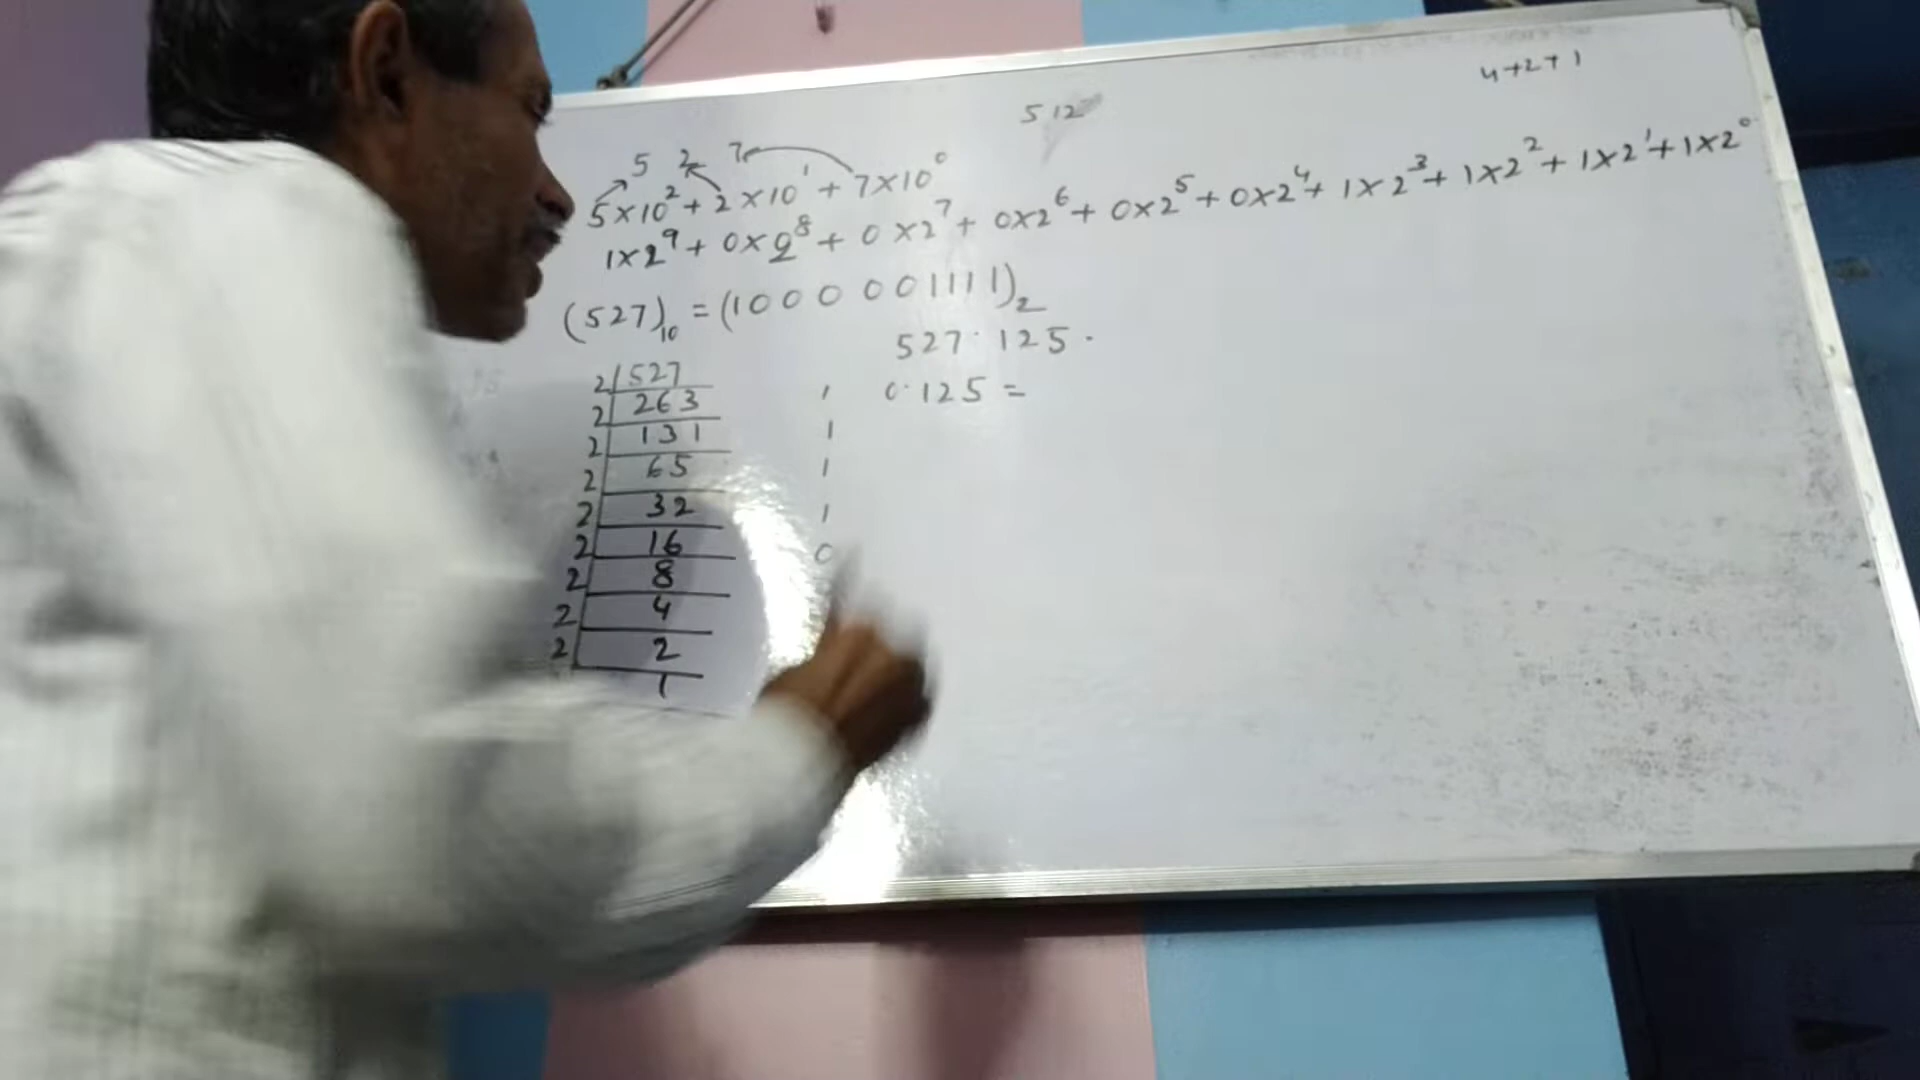 4+2+1
512
5 2 7
5×10² + 2×10¹ + 7×10⁰
1×2⁹ + 0×2⁸ + 0×2⁷ + 0×2⁶ + 0×2⁵ + 0×2⁴ + 1×2³ + 1×2² + 1×2¹ + 1×2⁰
(527)₁₀ = (1000001111)₂
527.125.
2 527
0.125 =
2 263 1
2 131 1
2 65 1
2 32 1
2 16 0
2 8
2 4
2 2
1